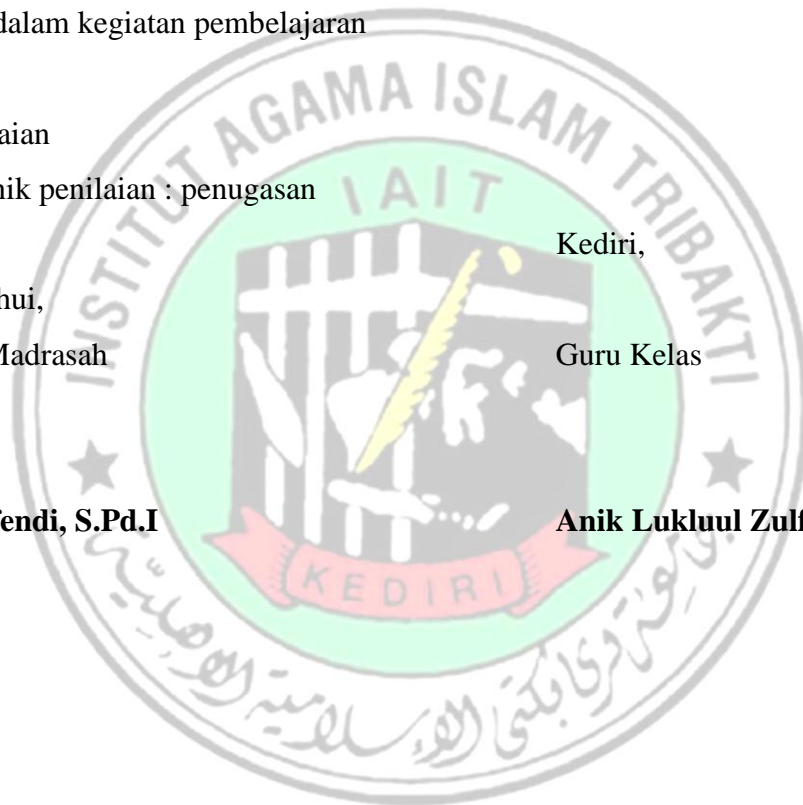 dalam kegiatan pembelajaran
aian
nik penilaian : penugasan
Kediri,
hui,
Madrasah Guru Kelas
fendi, S.Pd.I Anik Lukluul Zulf
INSTITUT AGAMA ISLAM TRIBAKTI
IAIT
KEDIRI